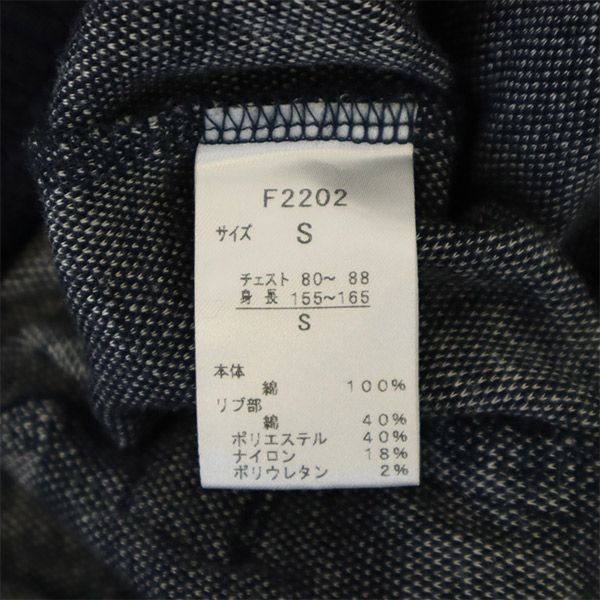 F2202
サイズ S
チェスト 80〜 88
身長 155〜165
S
本体
綿 100%
リブ部
綿 40%
ポリエステル 40%
ナイロン 18%
ポリウレタン 2%